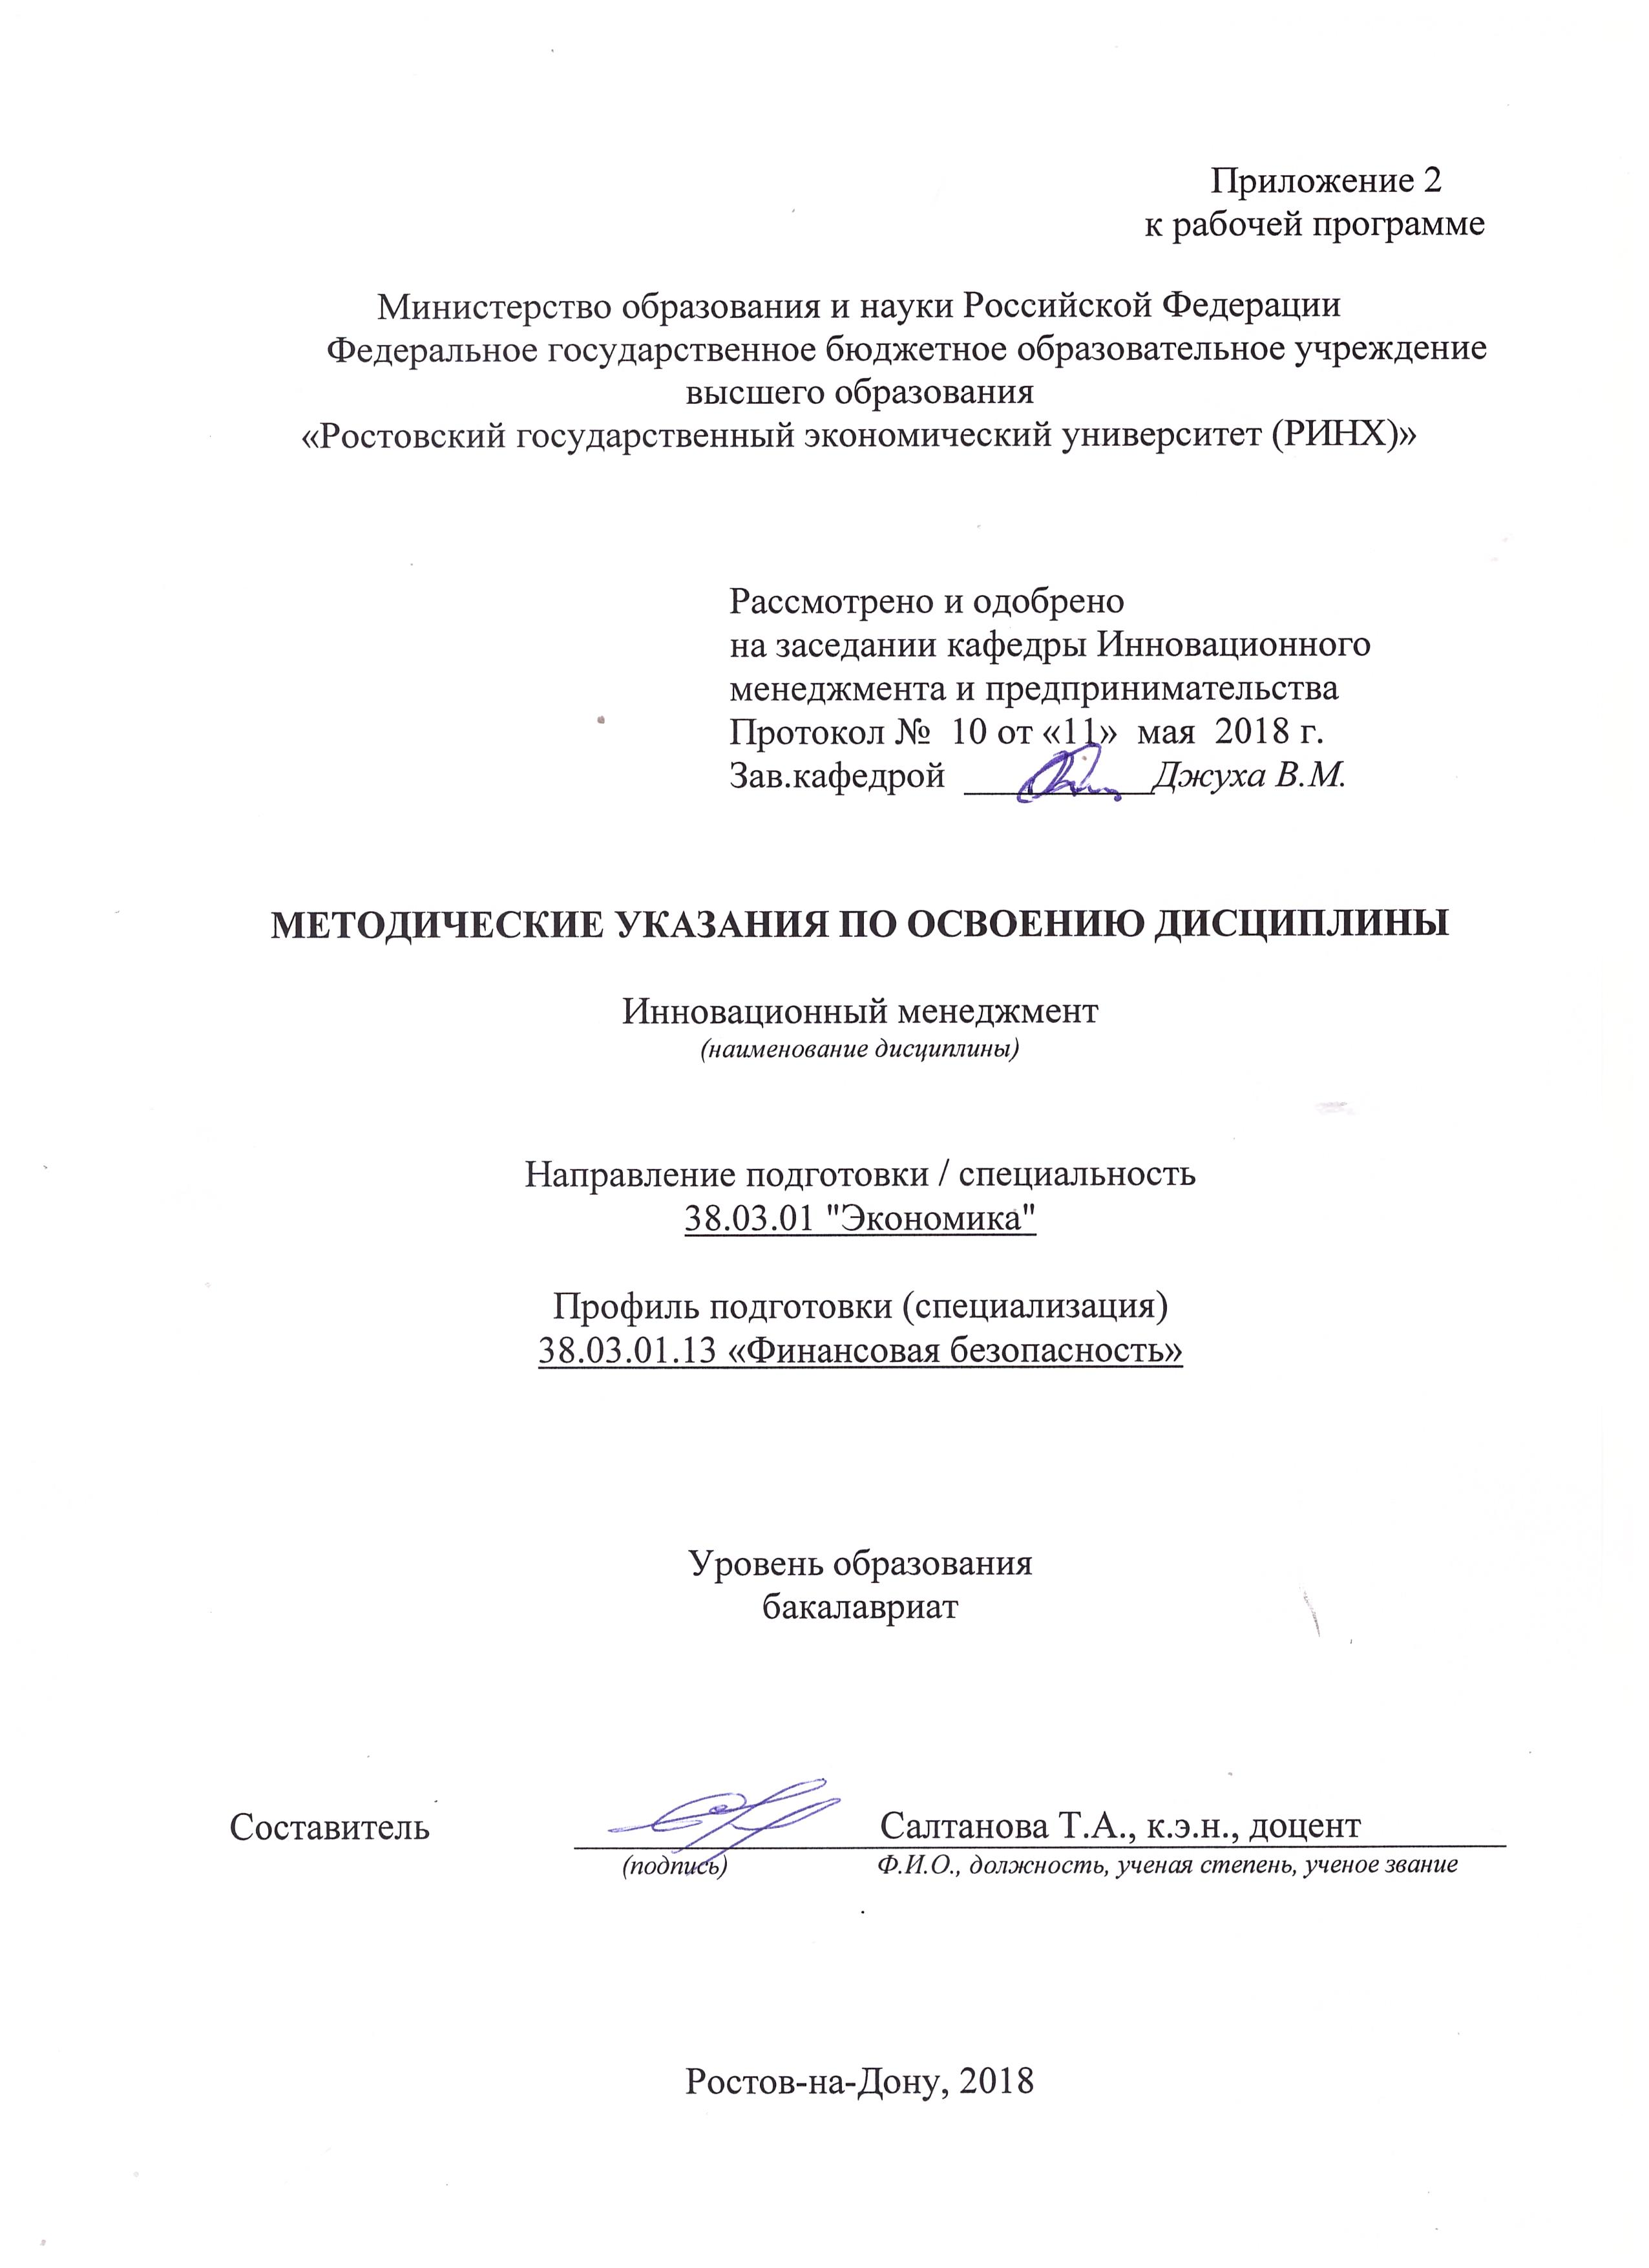 Приложение 2
к рабочей программе
Министерство образования и науки Российской Федерации
Федеральное государственное бюджетное образовательное учреждение
высшего образования
«Ростовский государственный экономический университет (РИНХ)»
Рассмотрено и одобрено
на заседании кафедры Инновационного
менеджмента и предпринимательства
Протокол № 10 от «11» мая 2018 г.
Зав.кафедрой __________Джуха В.М.
МЕТОДИЧЕСКИЕ УКАЗАНИЯ ПО ОСВОЕНИЮ ДИСЦИПЛИНЫ
Инновационный менеджмент
(наименование дисциплины)
Направление подготовки / специальность
38.03.01 "Экономика"
Профиль подготовки (специализация)
38.03.01.13 «Финансовая безопасность»
Уровень образования
бакалавриат
Составитель Салтанова Т.А., к.э.н., доцент
(подпись) Ф.И.О., должность, ученая степень, ученое звание
Ростов-на-Дону, 2018